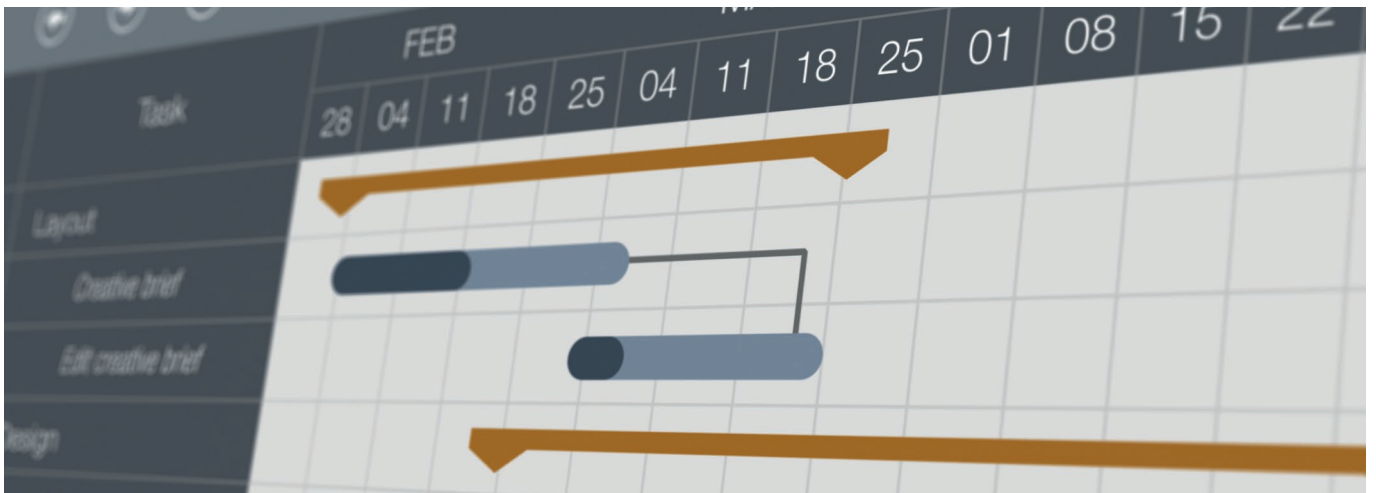 FEB
Task
28 04 11 18 25 04 11 18 25 01 08 15 22
Layout
Creative brief
Edit creative brief
Design